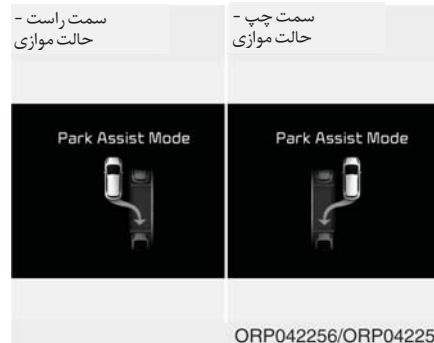 سمت راست -
حالت موازی
سمت چپ -
حالت موازی
Park Assist Mode
Park Assist Mode
ORP042256/ORP04225